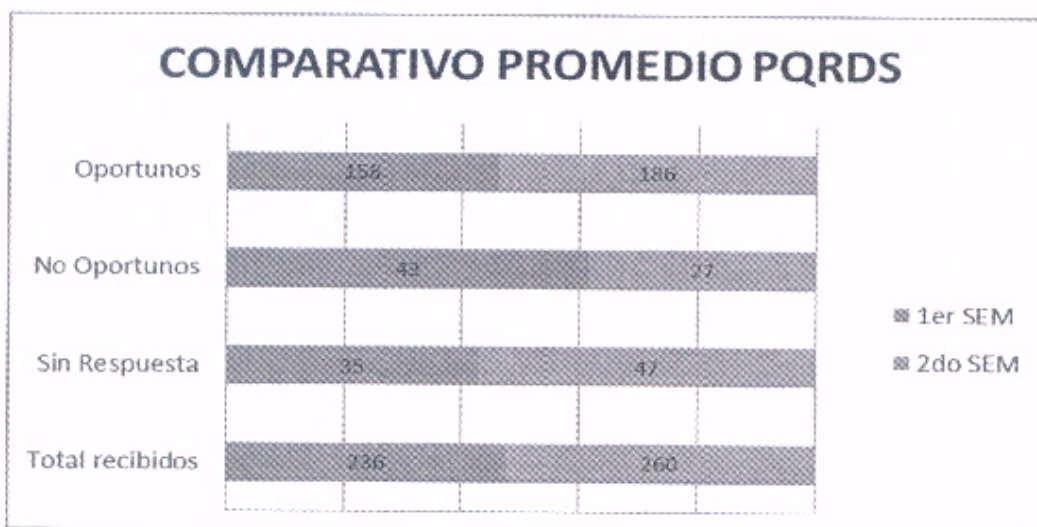 COMPARATIVO PROMEDIO PQRDS
Oportunos 158 186
No Oportunos 43 27
Sin Respuesta 35 47
Total recibidos 236 260
1er SEM
2do SEM